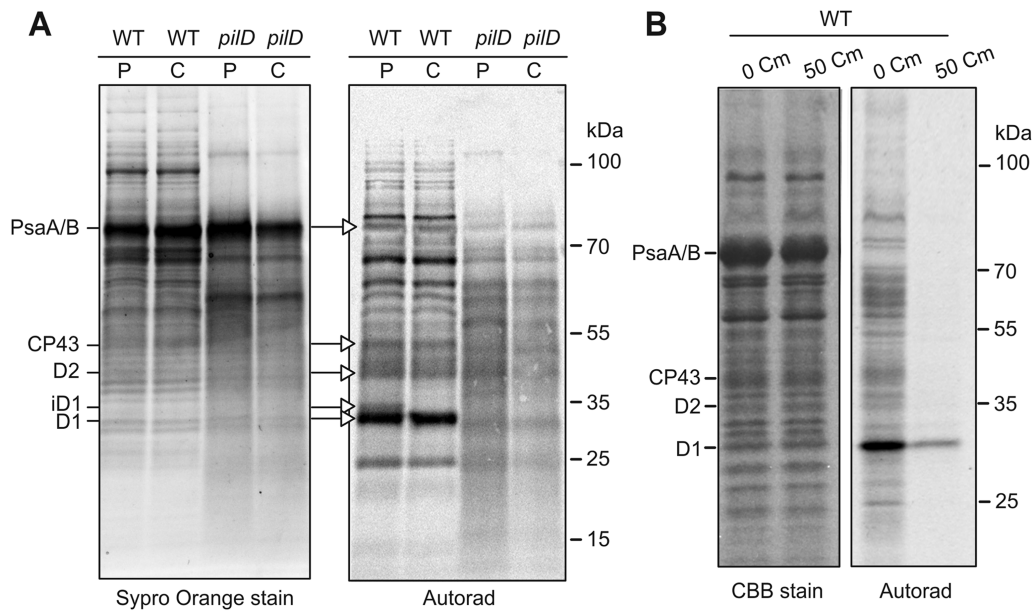 A
WT WT pilD pilD
P C P C
WT WT pilD pilD
P C P C
kDa
100
70
55
35
25
15
PsaA/B
CP43
D2
iD1
D1
Sypro Orange stain
Autorad
B
WT
0 Cm 50 Cm 0 Cm 50 Cm
kDa
100
70
55
35
25
PsaA/B
CP43
D2
D1
CBB stain
Autorad